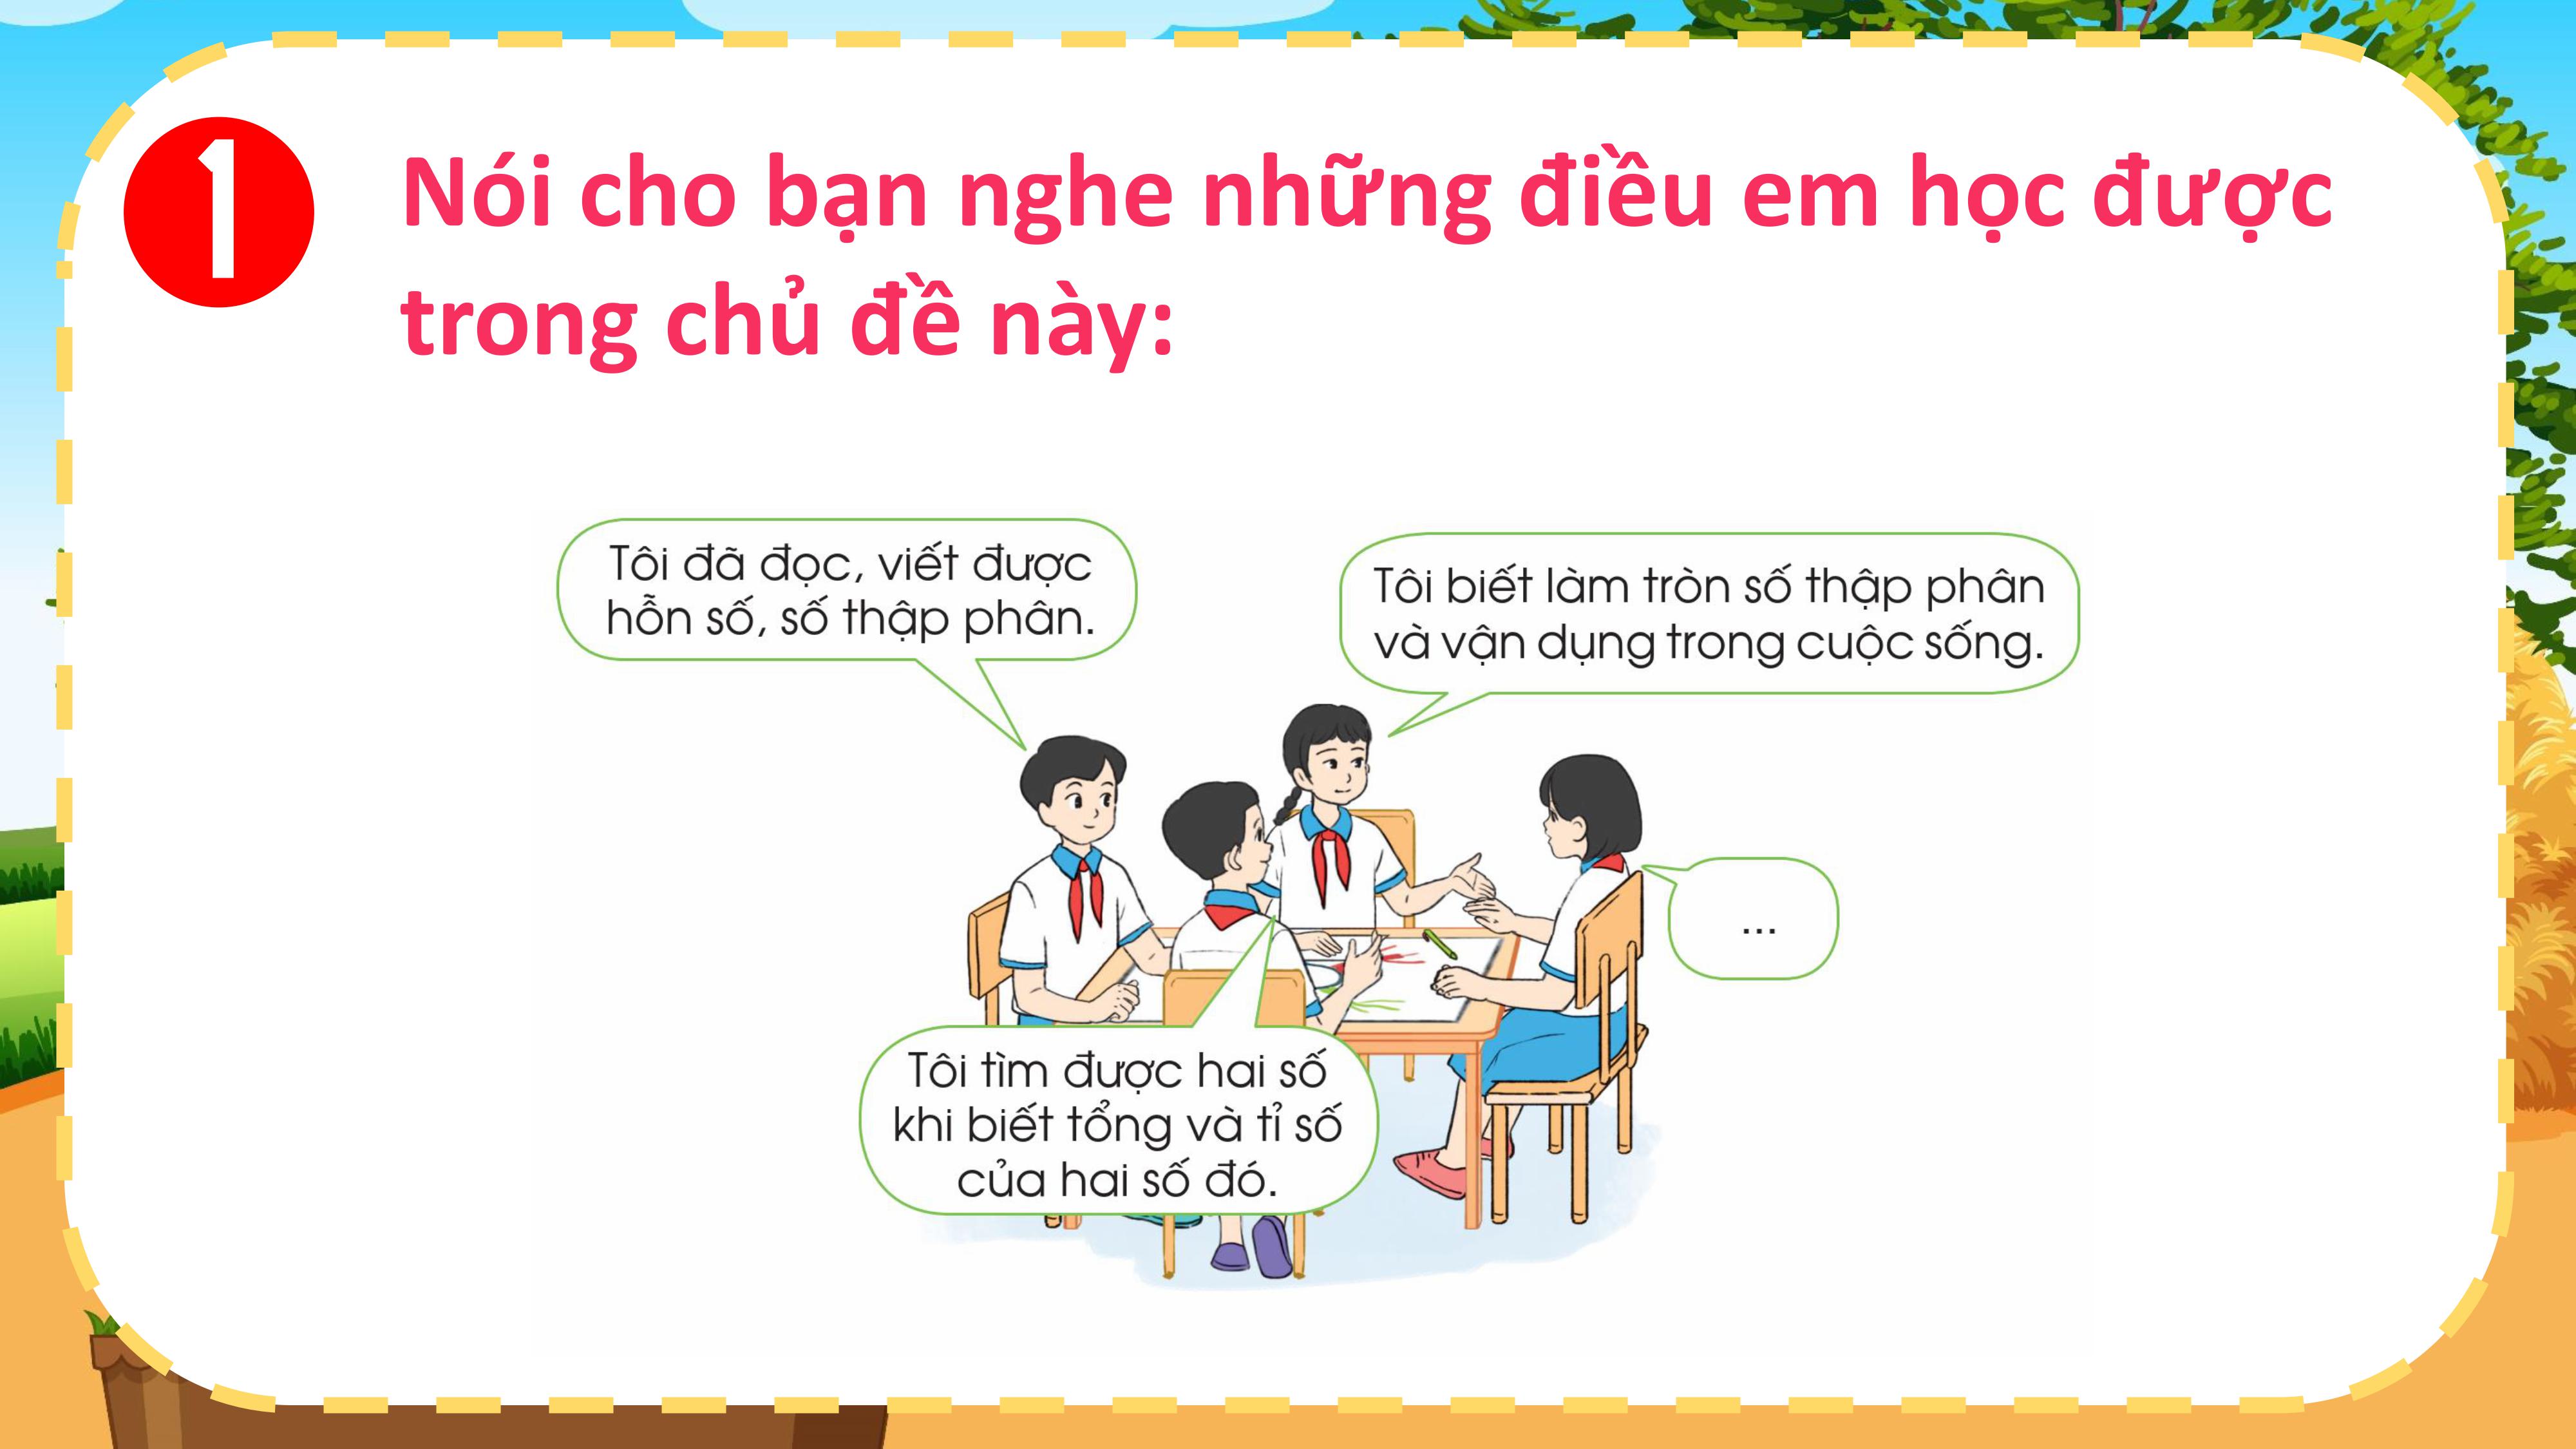 1
Nói cho bạn nghe những điều em học được
trong chủ đề này:
Tôi đã đọc, viết được
hỗn số, số thập phân.
Tôi biết làm tròn số thập phân
và vận dụng trong cuộc sống.
...
Tôi tìm được hai số
khi biết tổng và tỉ số
của hai số đó.